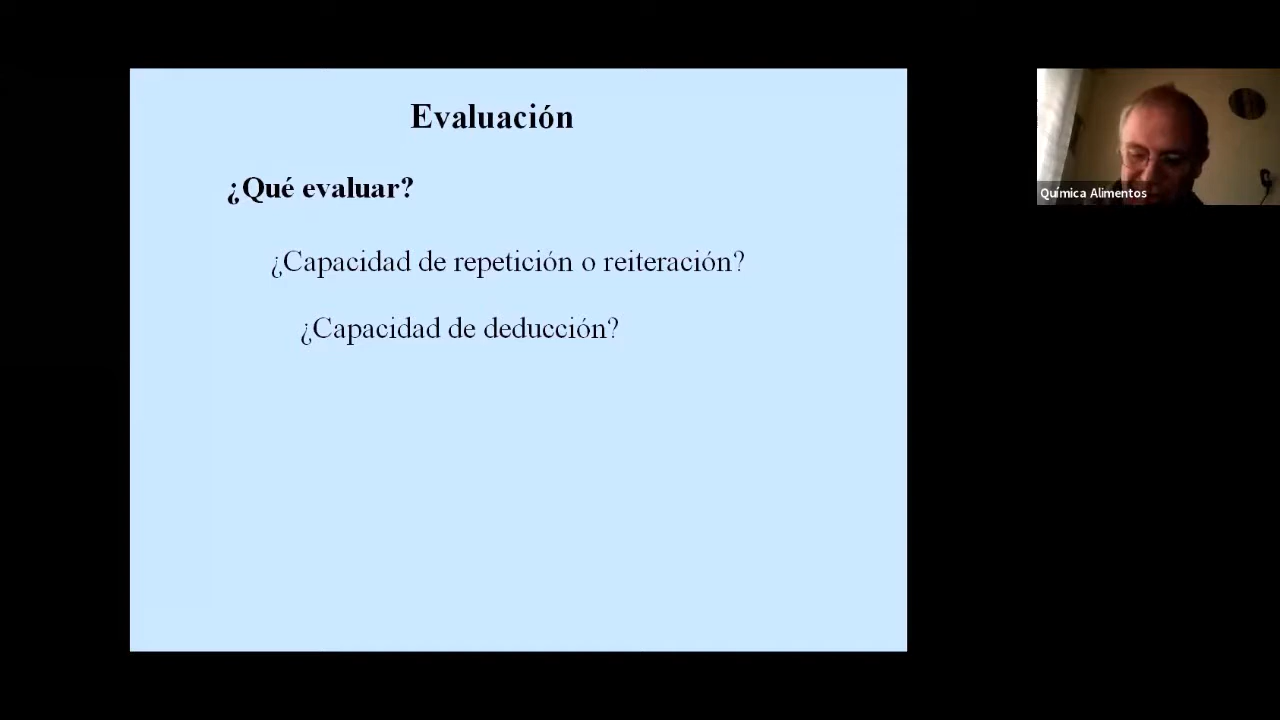 Evaluación
¿Qué evaluar?
¿Capacidad de repetición o reiteración?
¿Capacidad de deducción?
Química Alimentos